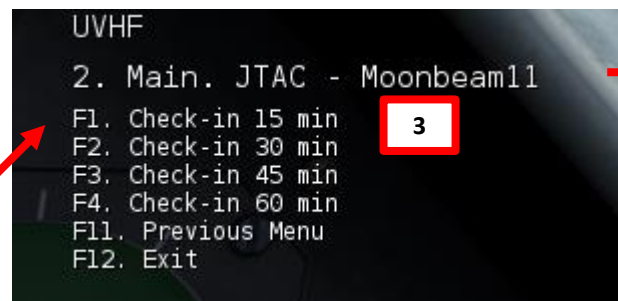 UVHF
2. Main. JTAC - Moonbeam11
F1. Check-in 15 min
3
F2. Check-in 30 min
F3. Check-in 45 min
F4. Check-in 60 min
F11. Previous Menu
F12. Exit